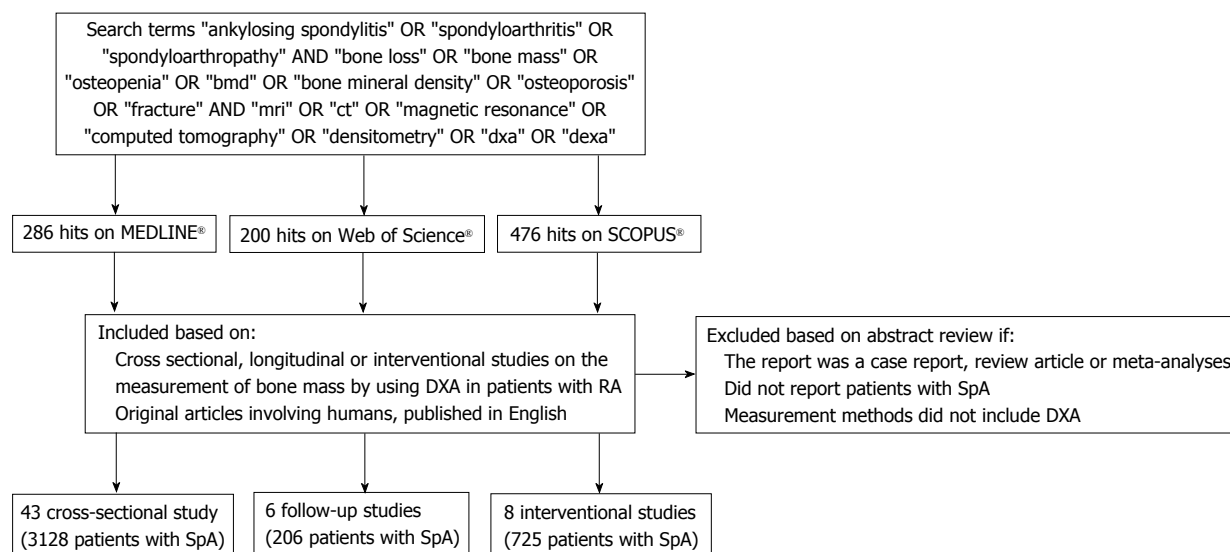 Search terms "ankylosing spondylitis" OR "spondyloarthritis" OR
"spondyloarthropathy" AND "bone loss" OR "bone mass" OR
"osteopenia" OR "bmd" OR "bone mineral density" OR "osteoporosis"
OR "fracture" AND "mri" OR "ct" OR "magnetic resonance" OR
"computed tomography" OR "densitometry" OR "dxa" OR "dexa"
286 hits on MEDLINE®
200 hits on Web of Science®
476 hits on SCOPUS®
Included based on:
Cross sectional, longitudinal or interventional studies on the
measurement of bone mass by using DXA in patients with RA
Original articles involving humans, published in English
Excluded based on abstract review if:
The report was a case report, review article or meta-analyses
Did not report patients with SpA
Measurement methods did not include DXA
43 cross-sectional study
(3128 patients with SpA)
6 follow-up studies
(206 patients with SpA)
8 interventional studies
(725 patients with SpA)